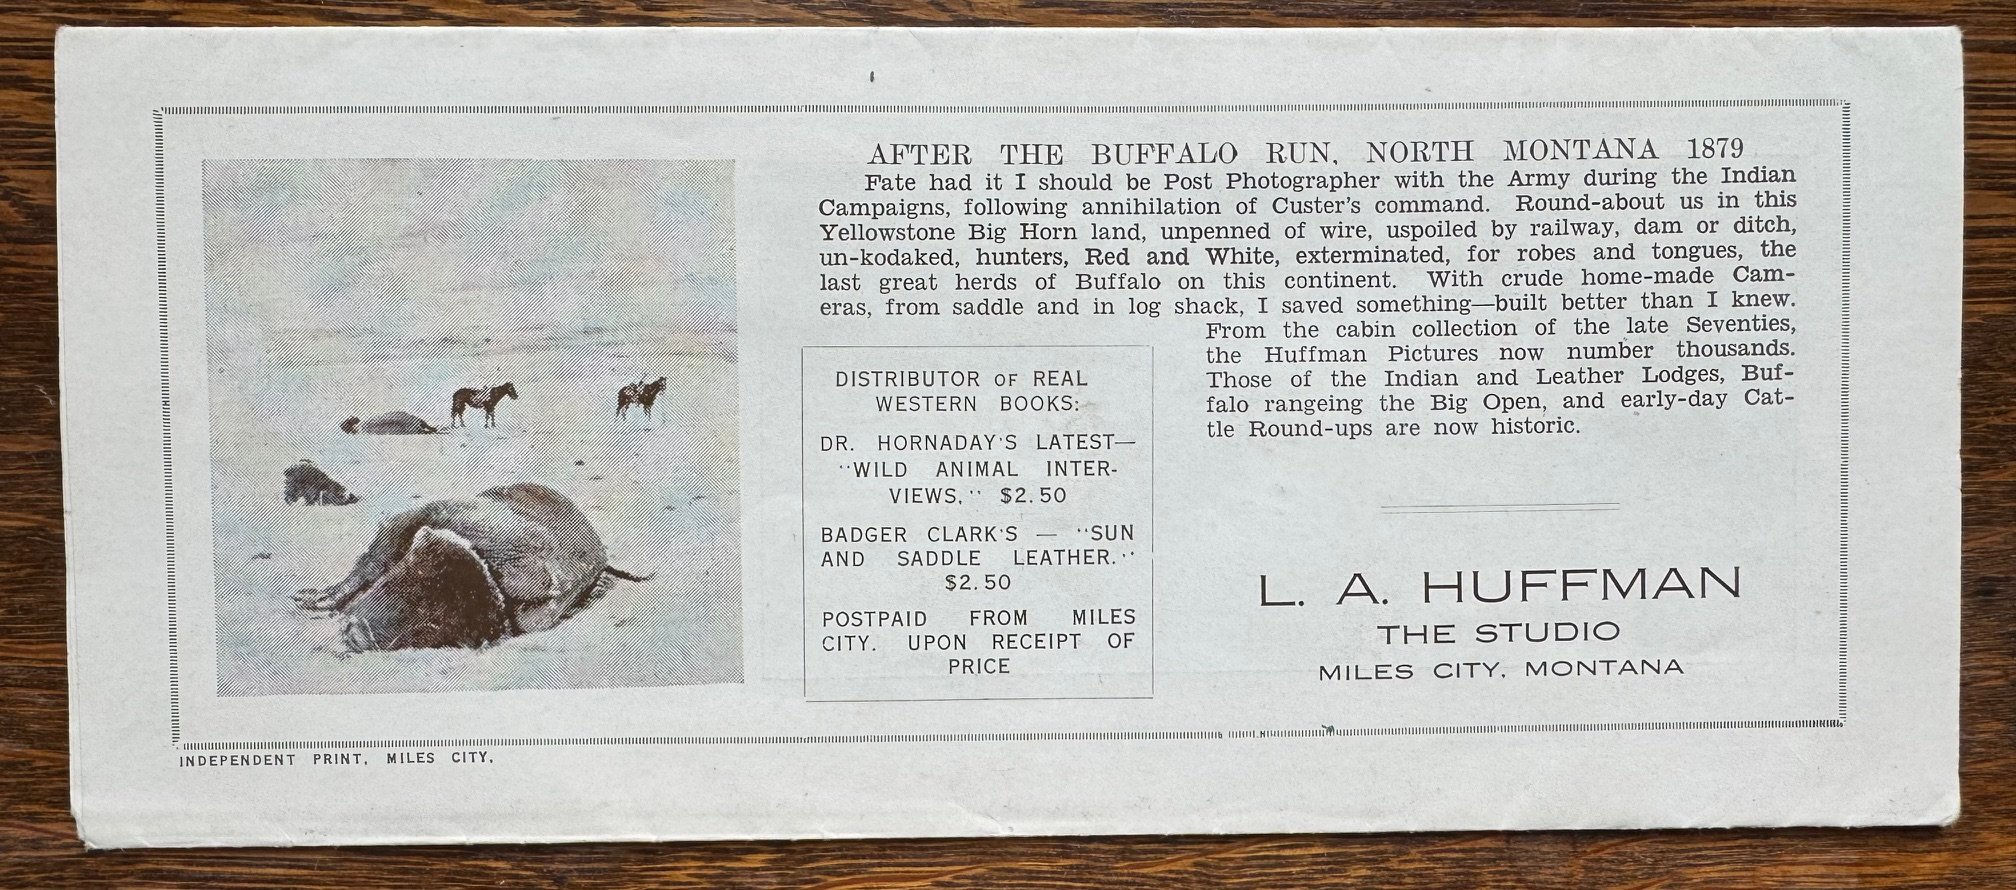 AFTER THE BUFFALO RUN, NORTH MONTANA 1879
Fate had it I should be Post Photographer with the Army during the Indian
Campaigns, following annihilation of Custer's command. Round-about us in this
Yellowstone Big Horn land, unpenned of wire, uspoiled by railway, dam or ditch,
un-kodaked, hunters, Red and White, exterminated, for robes and tongues, the
last great herds of Buffalo on this continent. With crude home-made Cam-
eras, from saddle and in log shack, I saved something—built better than I knew.
From the cabin collection of the late Seventies,
the Huffman Pictures now number thousands.
Those of the Indian and Leather Lodges, Buf-
falo rangeing the Big Open, and early-day Cat-
tle Round-ups are now historic.
DISTRIBUTOR OF REAL
WESTERN BOOKS:
DR. HORNADAY'S LATEST—
"WILD ANIMAL INTER-
VIEWS," $2.50
BADGER CLARK'S — "SUN
AND SADDLE LEATHER."
$2.50
POSTPAID FROM MILES
CITY. UPON RECEIPT OF
PRICE
L. A. HUFFMAN
THE STUDIO
MILES CITY, MONTANA
INDEPENDENT PRINT, MILES CITY.